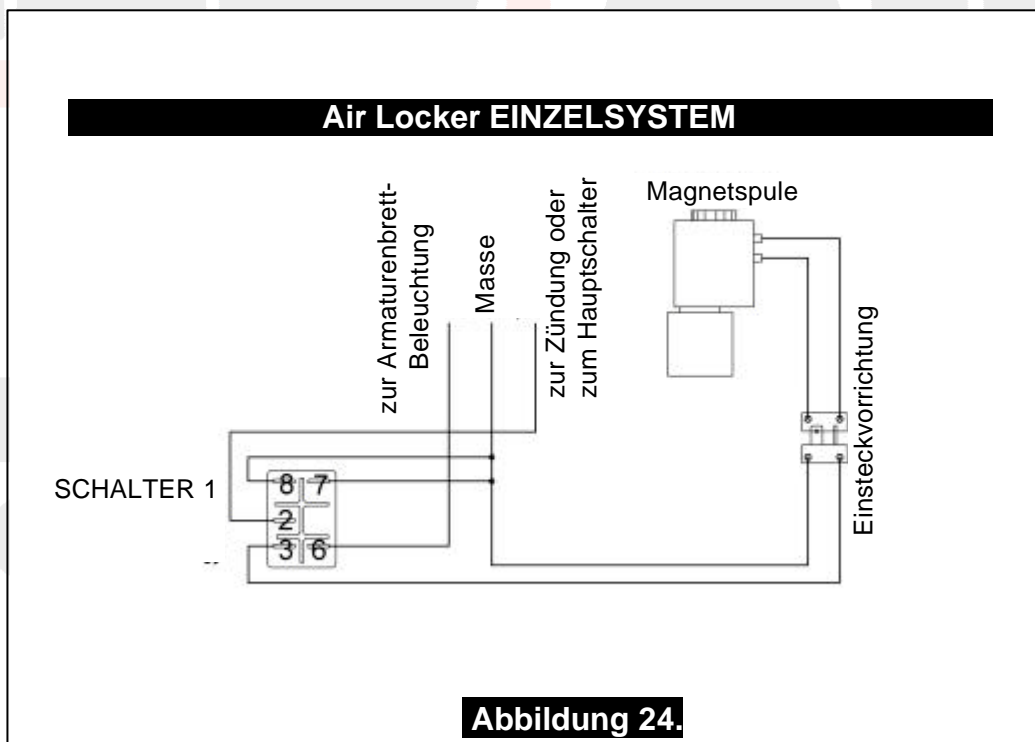 Air Locker EINZELSYSTEM
zur Armaturenbrett-
Beleuchtung
Masse
zur Zündung oder
zum Hauptschalter
Magnetspule
Einsteckvorrichtung
SCHALTER 1
8 7
2
3 6
--
Abbildung 24.